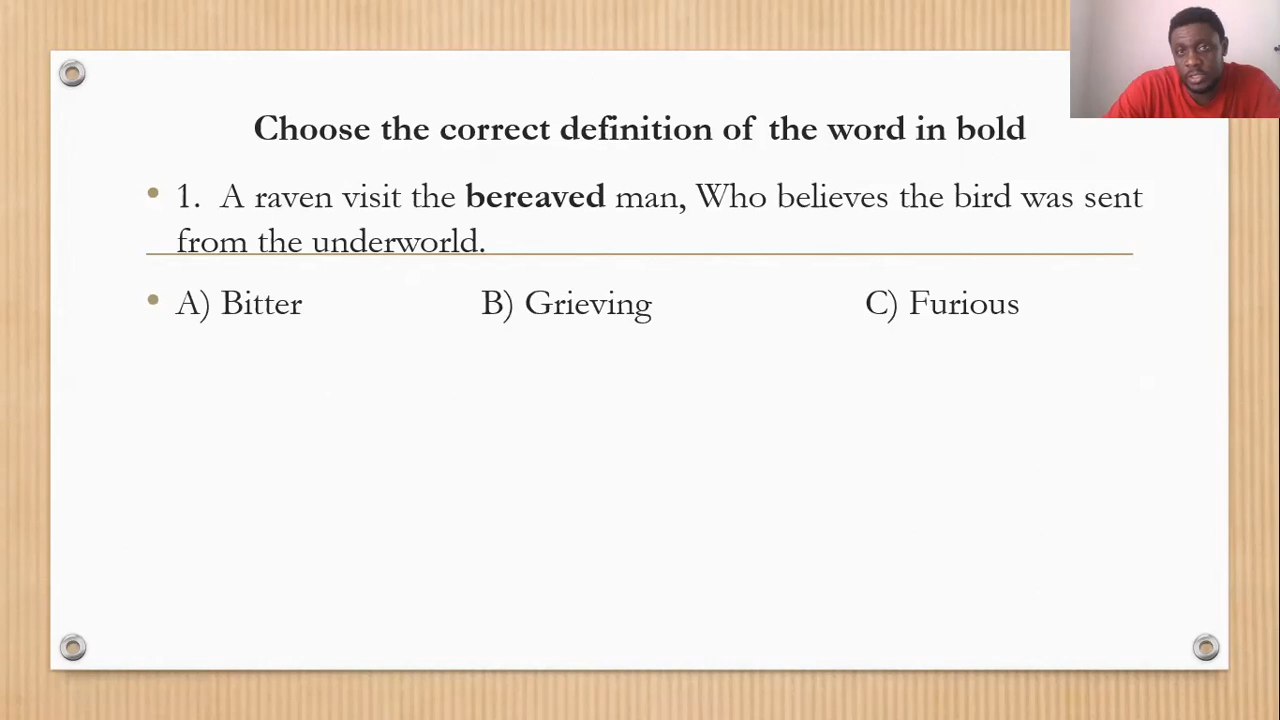 Choose the correct definition of the word in bold
1. A raven visit the bereaved man, Who believes the bird was sent
from the underworld.
A) Bitter B) Grieving C) Furious